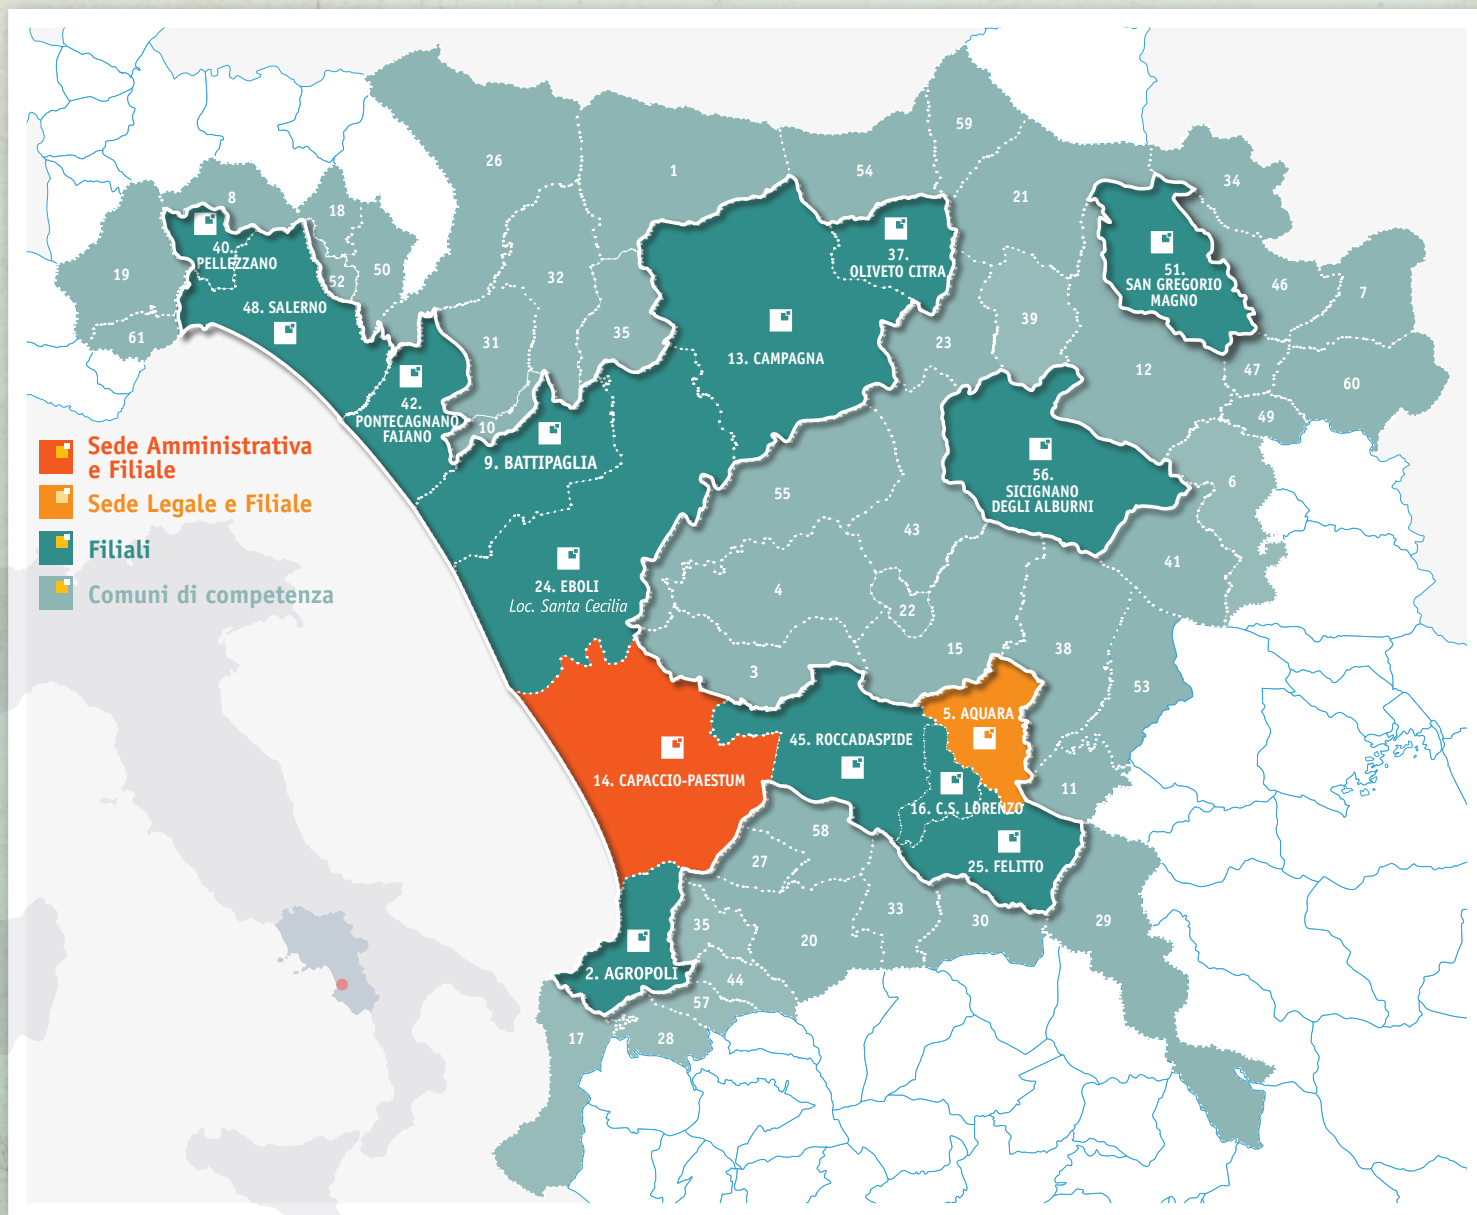 59
26
1
54
34
8
18
21
40.
PELLEZZANO
37.
OLIVETO CITRA
51.
SAN GREGORIO
MAGNO
19
52
50
32
46
7
48. SALERNO
39
61
31
35
23
13. CAMPAGNA
12
47
60
42.
PONTECAGNANO
FAIANO
10
49
Sede Amministrativa
e Filiale
9. BATTIPAGLIA
56.
SICIGNANO
DEGLI ALBURNI
6
Sede Legale e Filiale
55
43
Filiali
41
24. EBOLI
Loc. Santa Cecilia
4
22
Comuni di competenza
15
38
3
53
5. AQUARA
45. ROCCADASPIDE
14. CAPACCIO-PAESTUM
11
16. C.S. LORENZO
58
27
25. FELITTO
33
30
29
35
20
2. AGROPOLI
44
57
17
28